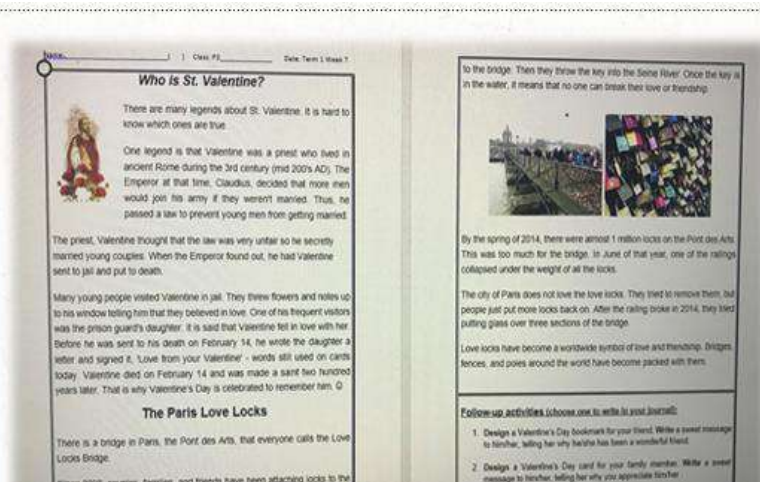 Name: ( ) Class: P3 Date: Term 1 Week 7
Who is St. Valentine?
There are many legends about St. Valentine. It is hard to
know which ones are true.
One legend is that Valentine was a priest who lived in
ancient Rome during the 3rd century (mid 200's AD). The
Emperor at that time, Claudius, decided that more men
would join his army if they weren't married. Thus, he
passed a law to prevent young men from getting married.
The priest, Valentine thought that the law was very unfair so he secretly
married young couples. When the Emperor found out, he had Valentine
sent to jail and put to death.
Many young people visited Valentine in jail. They threw flowers and notes up
to his window telling him that they believed in love. One of his frequent visitors
was the prison guard's daughter. It is said that Valentine fell in love with her.
Before he was sent to his death on February 14, he wrote the daughter a
letter and signed it, 'Love from your Valentine' - words still used on cards
today. Valentine died on February 14 and was made a saint two hundred
years later. That is why Valentine's Day is celebrated to remember him. ☺
The Paris Love Locks
There is a bridge in Paris, the Pont des Arts, that everyone calls the Love
Locks Bridge.
families, and friends have been attaching locks to the
to the bridge. Then they throw the key into the Seine River. Once the key is
in the water, it means that no one can break their love or friendship.
By the spring of 2014, there were almost 1 million locks on the Pont des Arts.
This was too much for the bridge. In June of that year, one of the railings
collapsed under the weight of all the locks.
The city of Paris does not love the love locks. They tried to remove them, but
people just put more locks back on. After the railing broke in 2014, they tried
putting glass over three sections of the bridge.
Love locks have become a worldwide symbol of love and friendship. Bridges,
fences, and poles around the world have become packed with them.
Follow-up activities (choose one to write in your journal):
1. Design a Valentine's Day bookmark for your friend. Write a sweet message
to him/her, telling her why he/she has been a wonderful friend.
2. Design a Valentine's Day card for your family member. Write a sweet
message to him/her, telling her why you appreciate him/her.